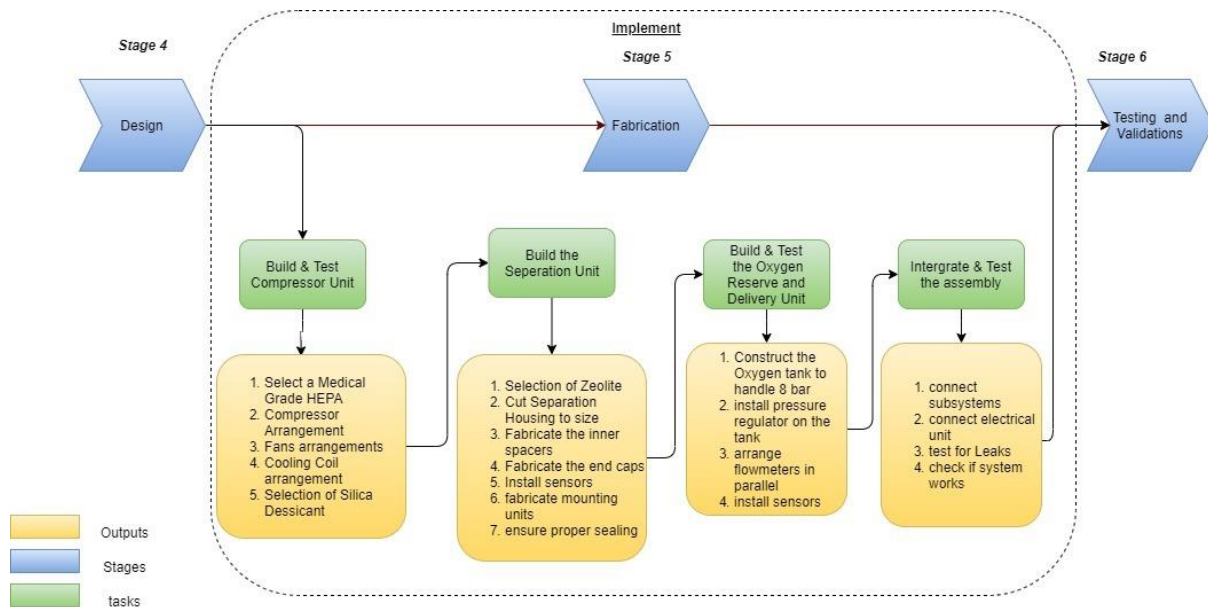 Implement
Stage 4
Stage 5
Stage 6
Design
Fabrication
Testing and
Validations
Build & Test
Compressor Unit
Build the
Seperation Unit
Build & Test
the Oxygen
Reserve and
Delivery Unit
Intergrate & Test
the assembly
1. Select a Medical
Grade HEPA
2. Compressor
Arrangement
3. Fans arrangements
4. Cooling Coil
arrangement
5. Selection of Silica
Dessicant
1. Selection of Zeolite
2. Cut Separation
Housing to size
3. Fabricate the inner
spacers
4. Fabricate the end caps
5. Install sensors
6. fabricate mounting
units
7. ensure proper sealing
1. Construct the
Oxygen tank to
handle 8 bar
2. install pressure
regulator on the
tank
3. arrange
flowmeters in
parallel
4. install sensors
1. connect
subsystems
2. connect electrical
unit
3. test for Leaks
4. check if system
works
Outputs
Stages
tasks